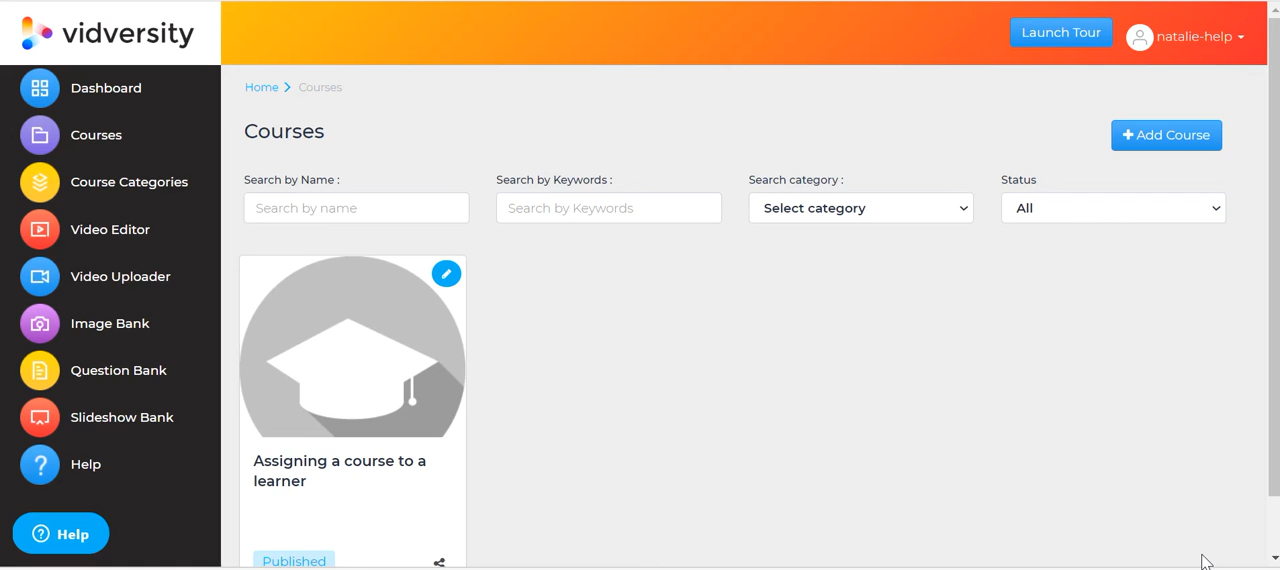 vidversity
Launch Tour
natalie-help
Dashboard
Courses
Course Categories
Video Editor
Video Uploader
Image Bank
Question Bank
Slideshow Bank
Help
? Help
Home > Courses
Courses
+ Add Course
Search by Name :
Search by Keywords :
Search category :
Status
Search by name
Search by Keywords
Select category
All
Assigning a course to a
learner
Published